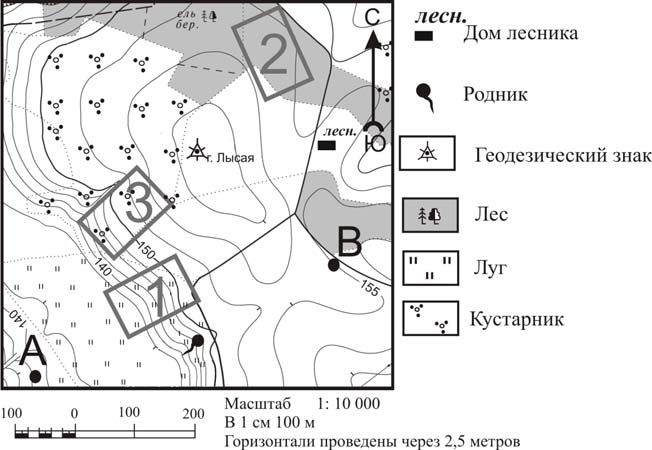 ель
бер.
2
С
Ю
лесн.
г. Лысая
3
150
140
1
В
155
140
А
лесн.
Дом лесника
Родник
Геодезический знак
Лес
Луг
Кустарник
100 0 100 200
Масштаб 1: 10 000
В 1 см 100 м
Горизонтали проведены через 2,5 метров